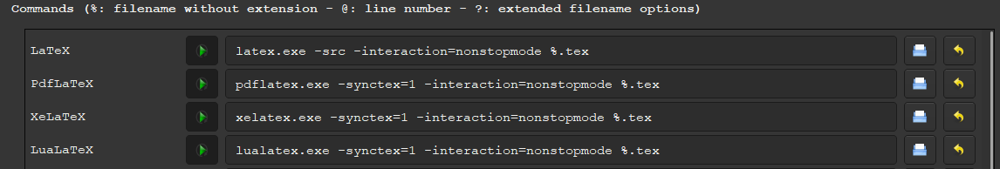 Commands (%: filename without extension - @: line number - ?: extended filename options)
LaTeX latex.exe -src -interaction=nonstopmode %.tex
PdfLaTeX pdflatex.exe -synctex=1 -interaction=nonstopmode %.tex
XeLaTeX xelatex.exe -synctex=1 -interaction=nonstopmode %.tex
LuaLaTeX lualatex.exe -synctex=1 -interaction=nonstopmode %.tex